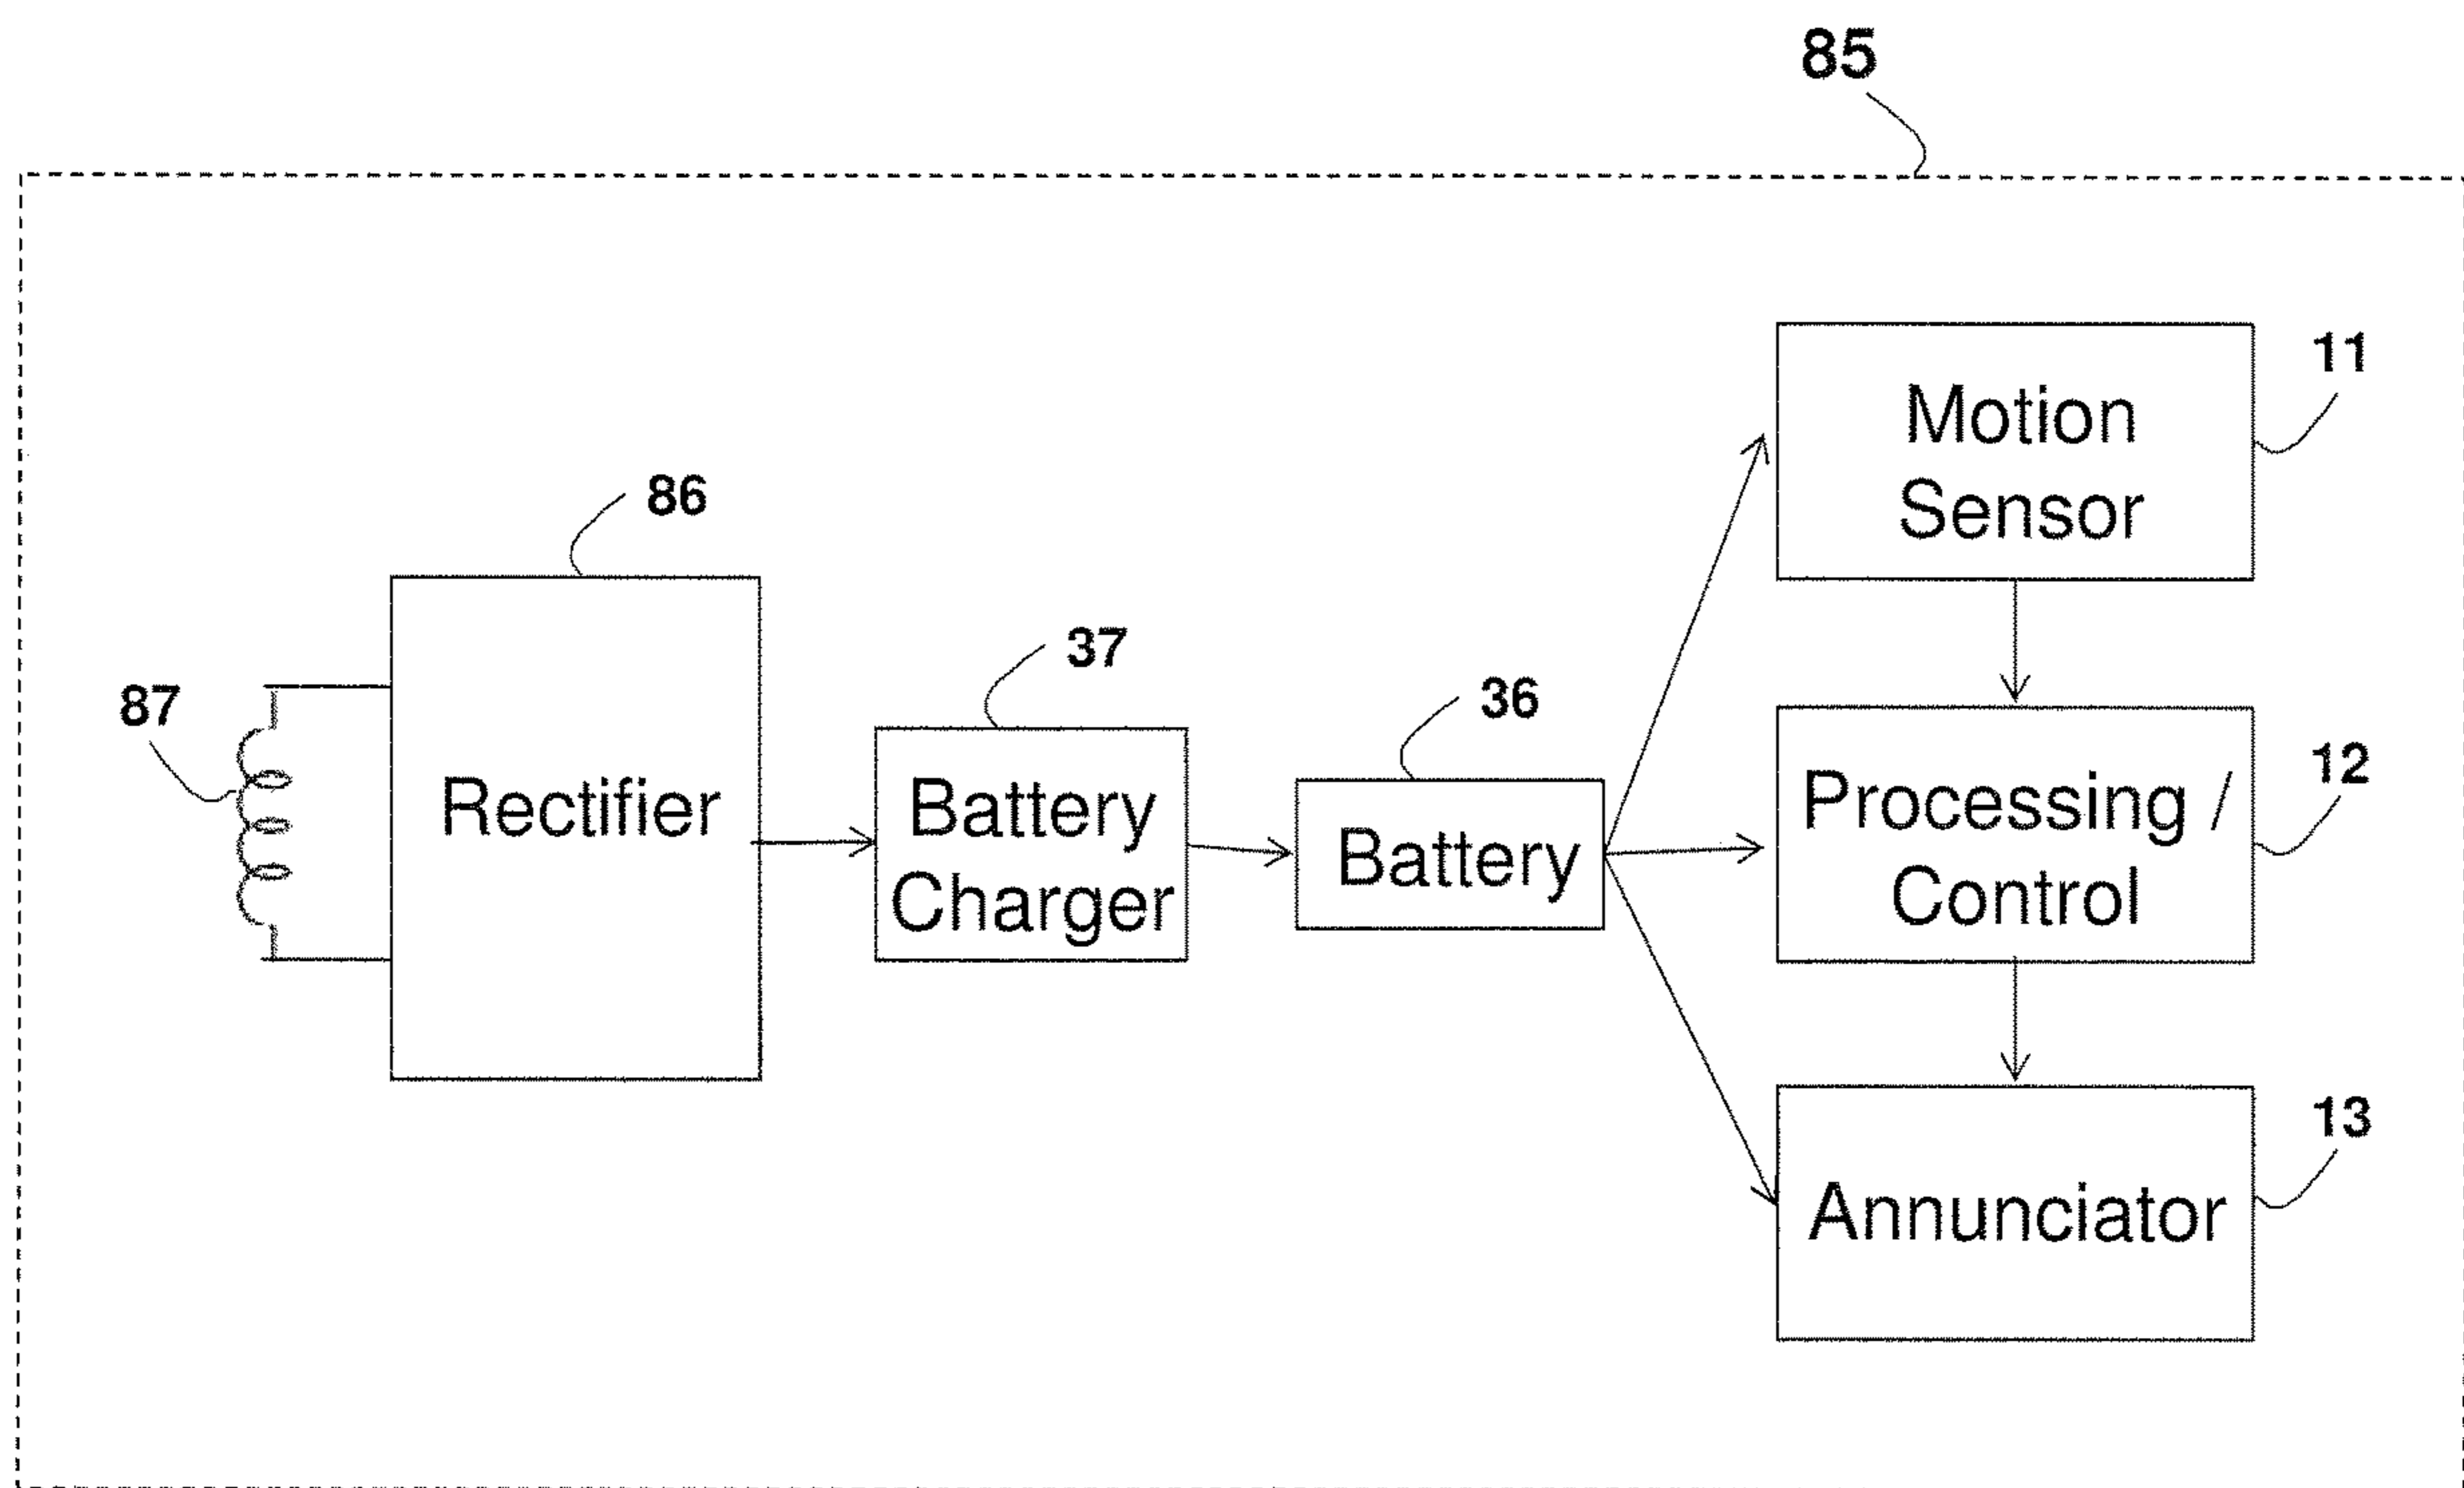 85
11
Motion
Sensor
86
37
36
87
12
Rectifier
Battery
Charger
Battery
Processing /
Control
13
Annunciator